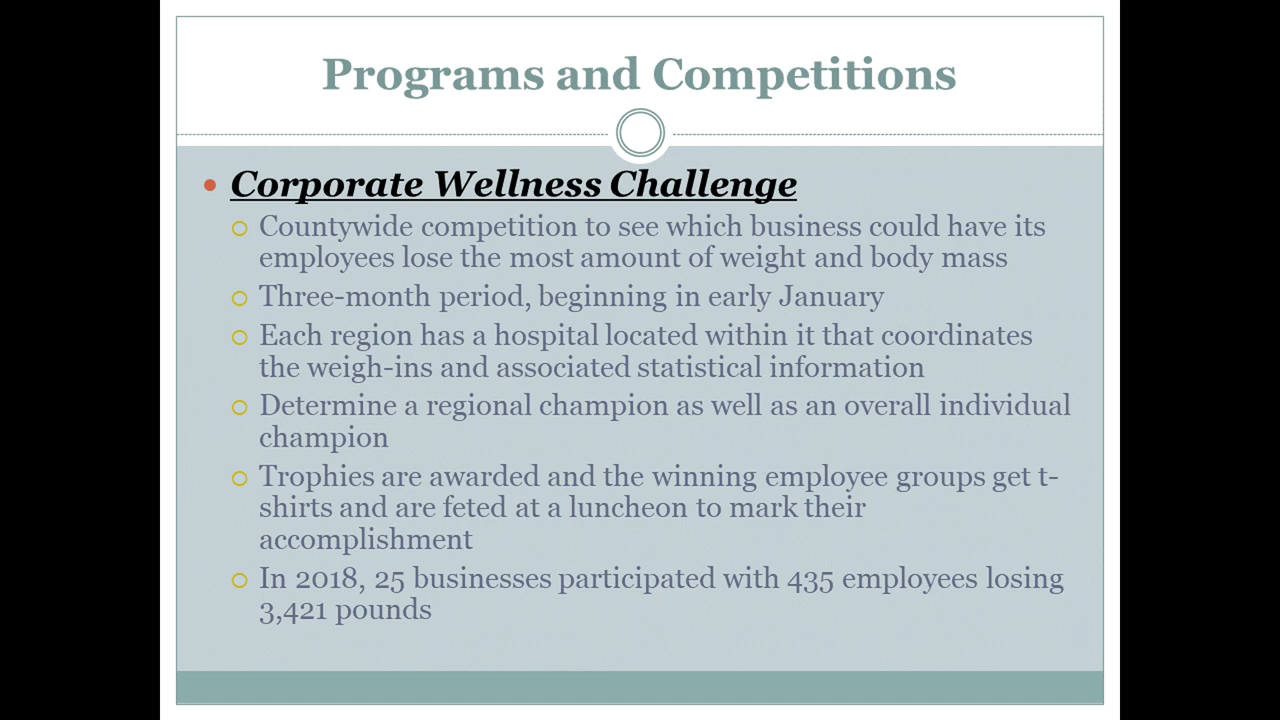 Programs and Competitions
Corporate Wellness Challenge
Countywide competition to see which business could have its
employees lose the most amount of weight and body mass
Three-month period, beginning in early January
Each region has a hospital located within it that coordinates
the weigh-ins and associated statistical information
Determine a regional champion as well as an overall individual
champion
Trophies are awarded and the winning employee groups get t-
shirts and are feted at a luncheon to mark their
accomplishment
In 2018, 25 businesses participated with 435 employees losing
3,421 pounds